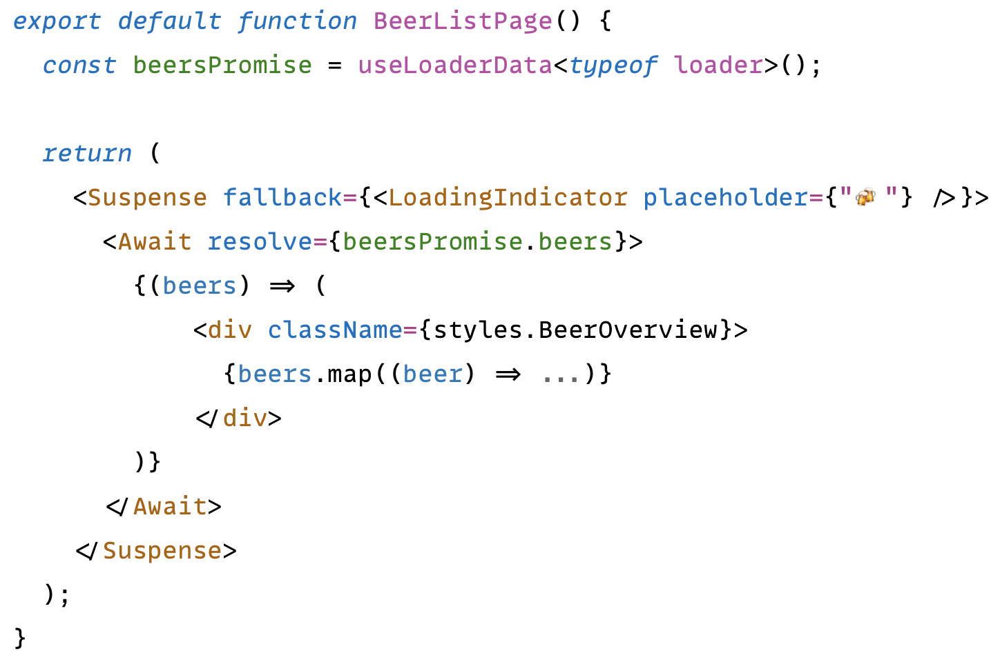 export default function BeerListPage() {
  const beersPromise = useLoaderData<typeof loader>();

  return (
    <Suspense fallback={<LoadingIndicator placeholder={"🍻 "} />}>
      <Await resolve={beersPromise.beers}>
        {(beers) => (
            <div className={styles.BeerOverview}>
              {beers.map((beer) => ...)}
            </div>
        )}
      </Await>
    </Suspense>
  );
}